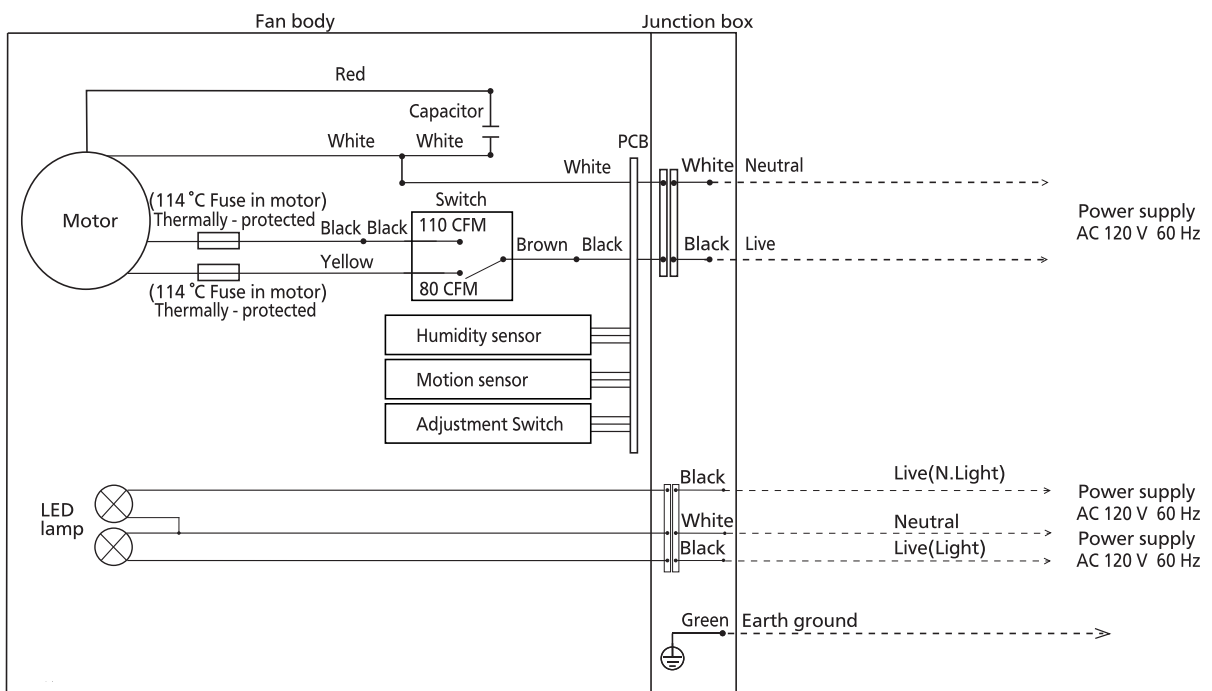 Fan body
Junction box
Red
Capacitor
White
White
PCB
White
White
Neutral
(114 ˚C Fuse in motor)
Thermally - protected
Switch
110 CFM
Motor
Black
Black
Brown
Black
Black
Live
Power supply
AC 120 V 60 Hz
Yellow
80 CFM
(114 ˚C Fuse in motor)
Thermally - protected
Humidity sensor
Motion sensor
Adjustment Switch
LED
lamp
Black
Live(N.Light)
Power supply
AC 120 V 60 Hz
White
Neutral
Power supply
AC 120 V 60 Hz
Black
Live(Light)
Green
Earth ground